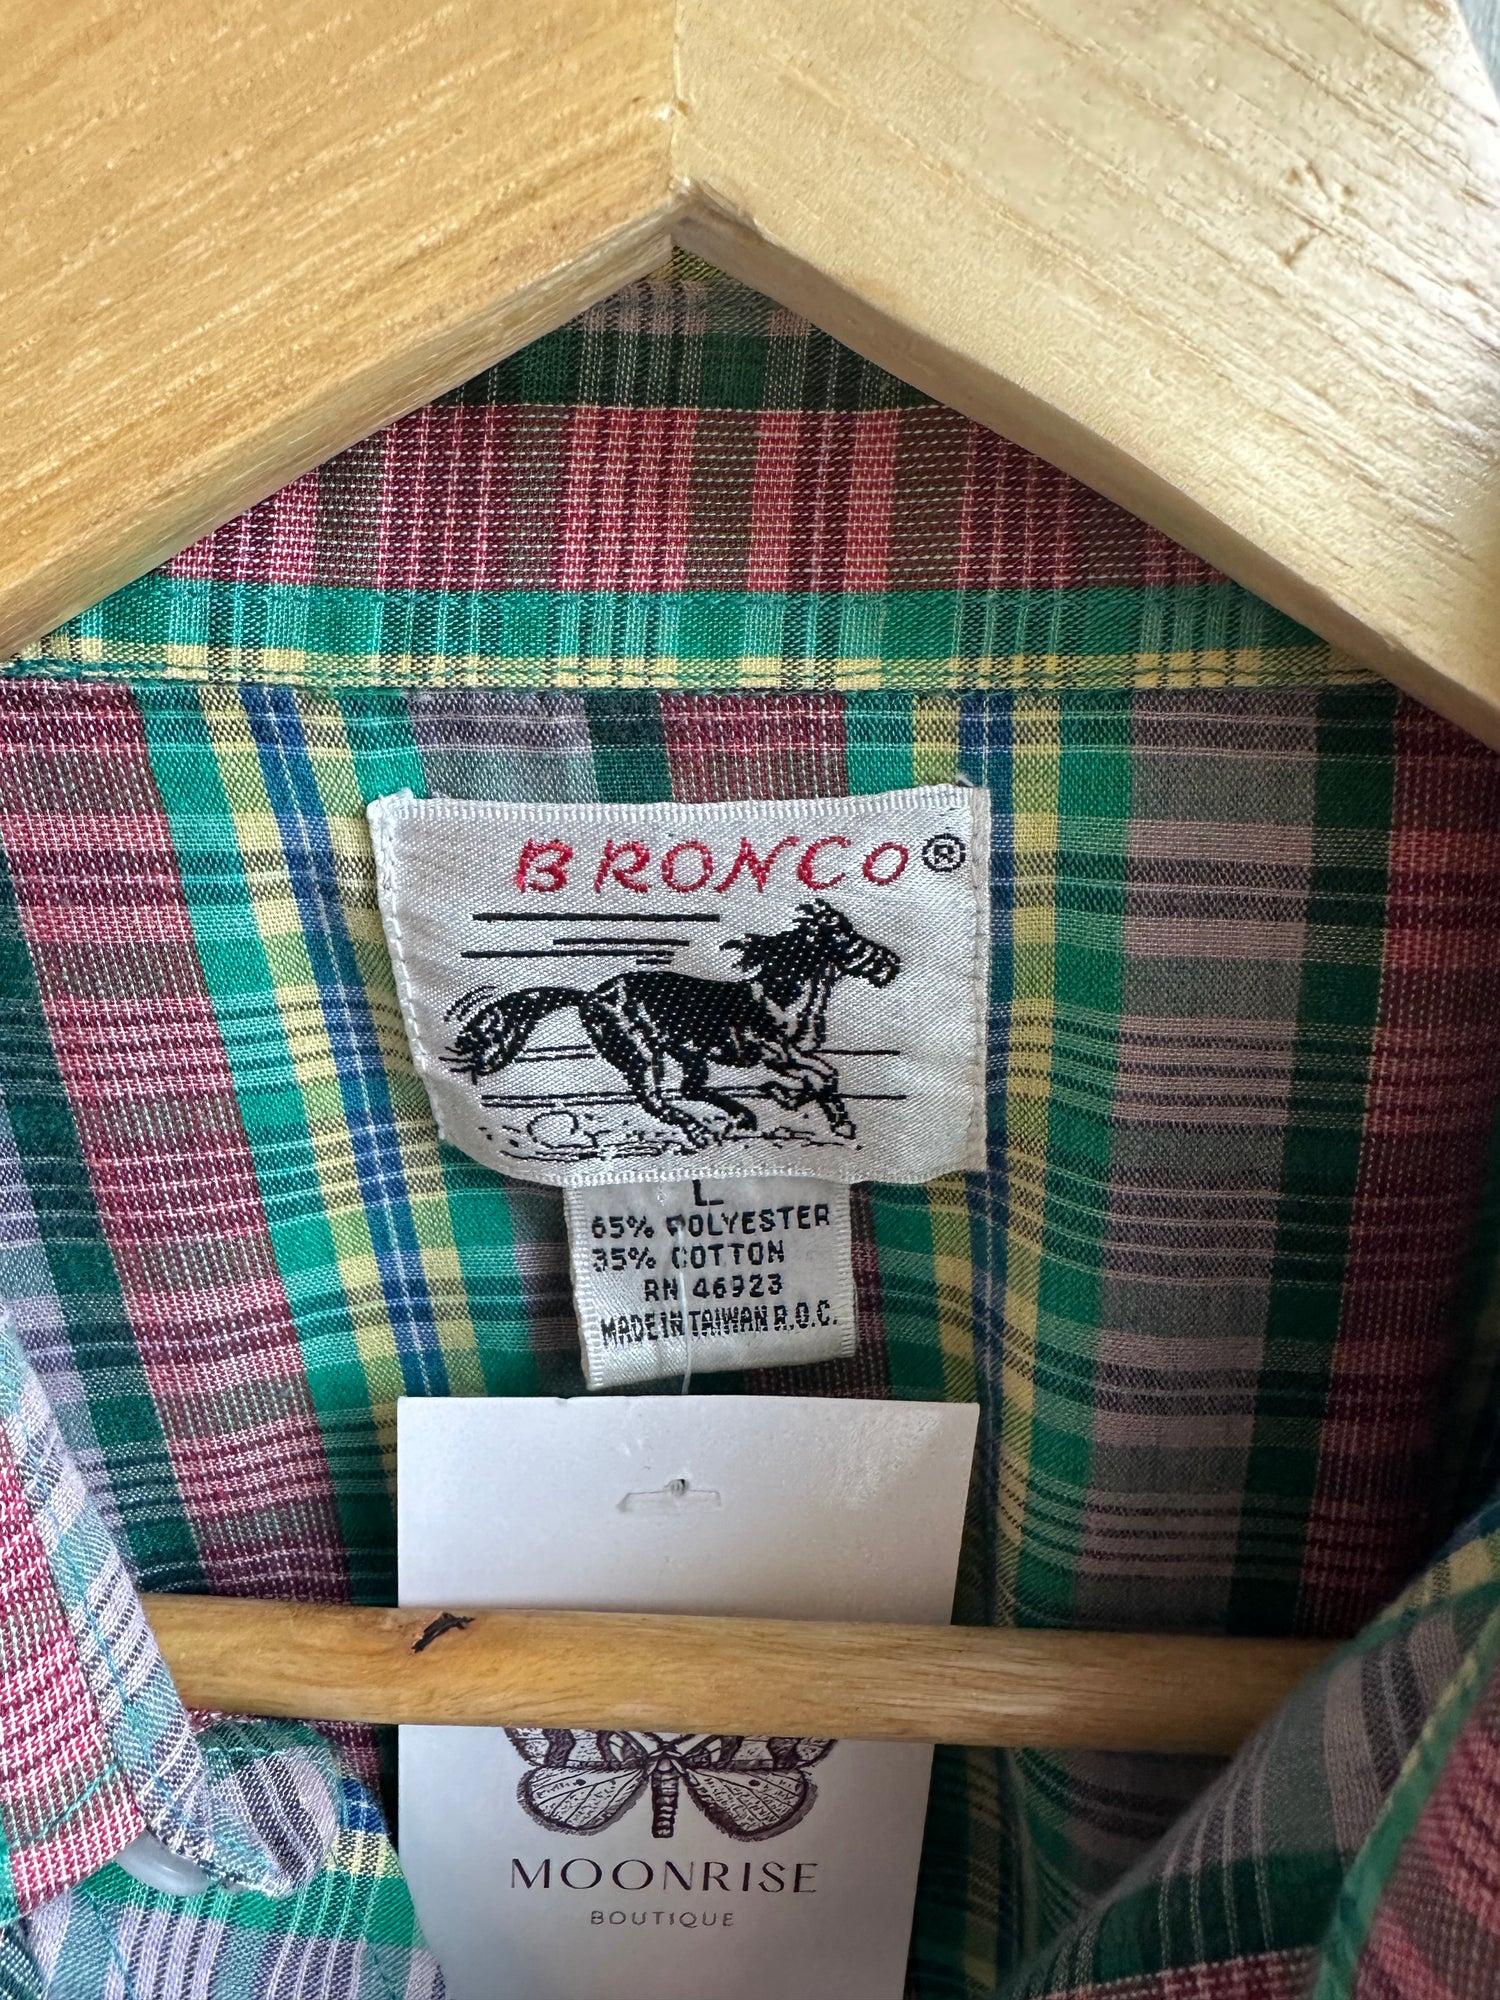 BRONCO®
L
65% POLYESTER
35% COTTON
RN 46923
MADE IN TAIWAN R.O.C.
MOONRISE
BOUTIQUE